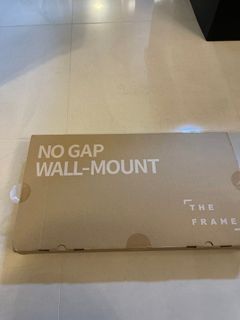 NO GAP
WALL-MOUNT
THE
FRAME